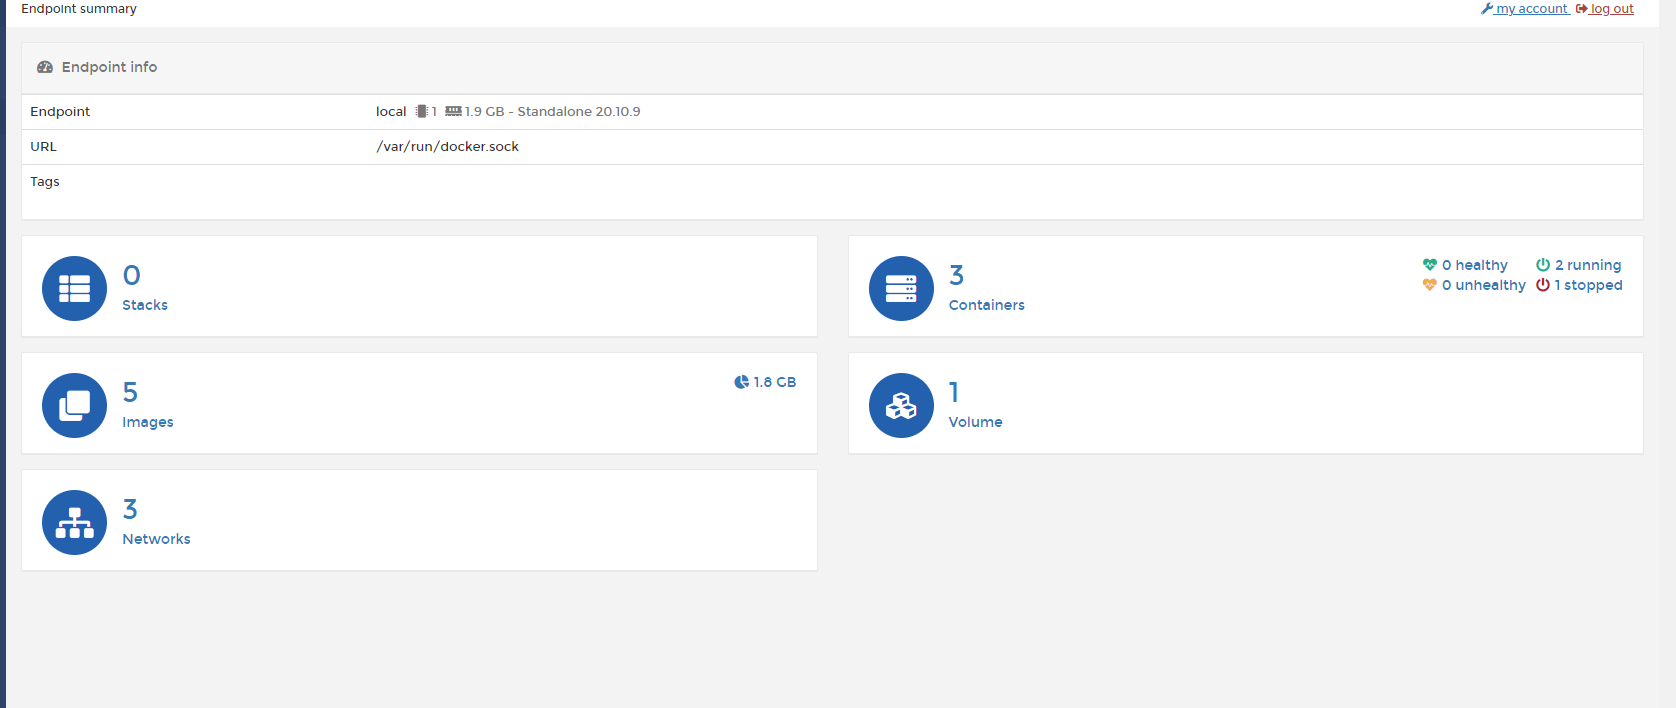 Endpoint summary
my account log out
Endpoint info
Endpoint local 1 1.9 GB - Standalone 20.10.9
URL /var/run/docker.sock
Tags
0
Stacks
3
Containers
0 healthy 2 running
0 unhealthy 1 stopped
5
Images
1.8 GB
1
Volume
3
Networks